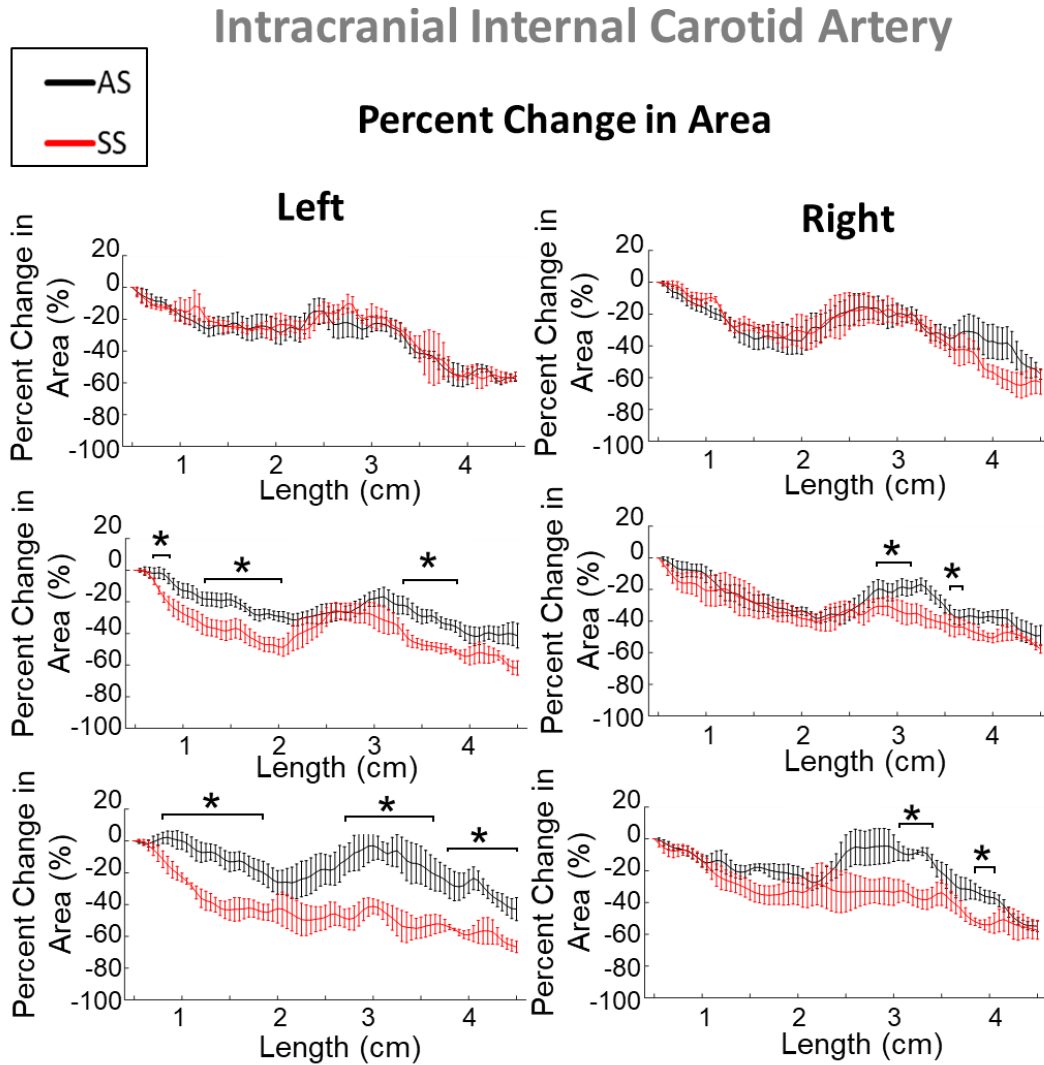 Intracranial Internal Carotid Artery
AS
SS
Percent Change in Area
Left
Right
Percent Change in
Area (%)
20
0
-20
-40
-60
-80
-100
1 2 3 4
Length (cm)
Percent Change in
Area (%)
20
0
-20
-40
-60
-80
-100
1 2 3 4
Length (cm)
Percent Change in
Area (%)
20
0
-20
-40
-60
-80
-100
* * *
1 2 3 4
Length (cm)
Percent Change in
Area (%)
20
0
-20
-40
-60
-80
-100
* *
1 2 3 4
Length (cm)
Percent Change in
Area (%)
20
0
-20
-40
-60
-80
-100
* * *
1 2 3 4
Length (cm)
Percent Change in
Area (%)
20
0
-20
-40
-60
-80
-100
* *
1 2 3 4
Length (cm)